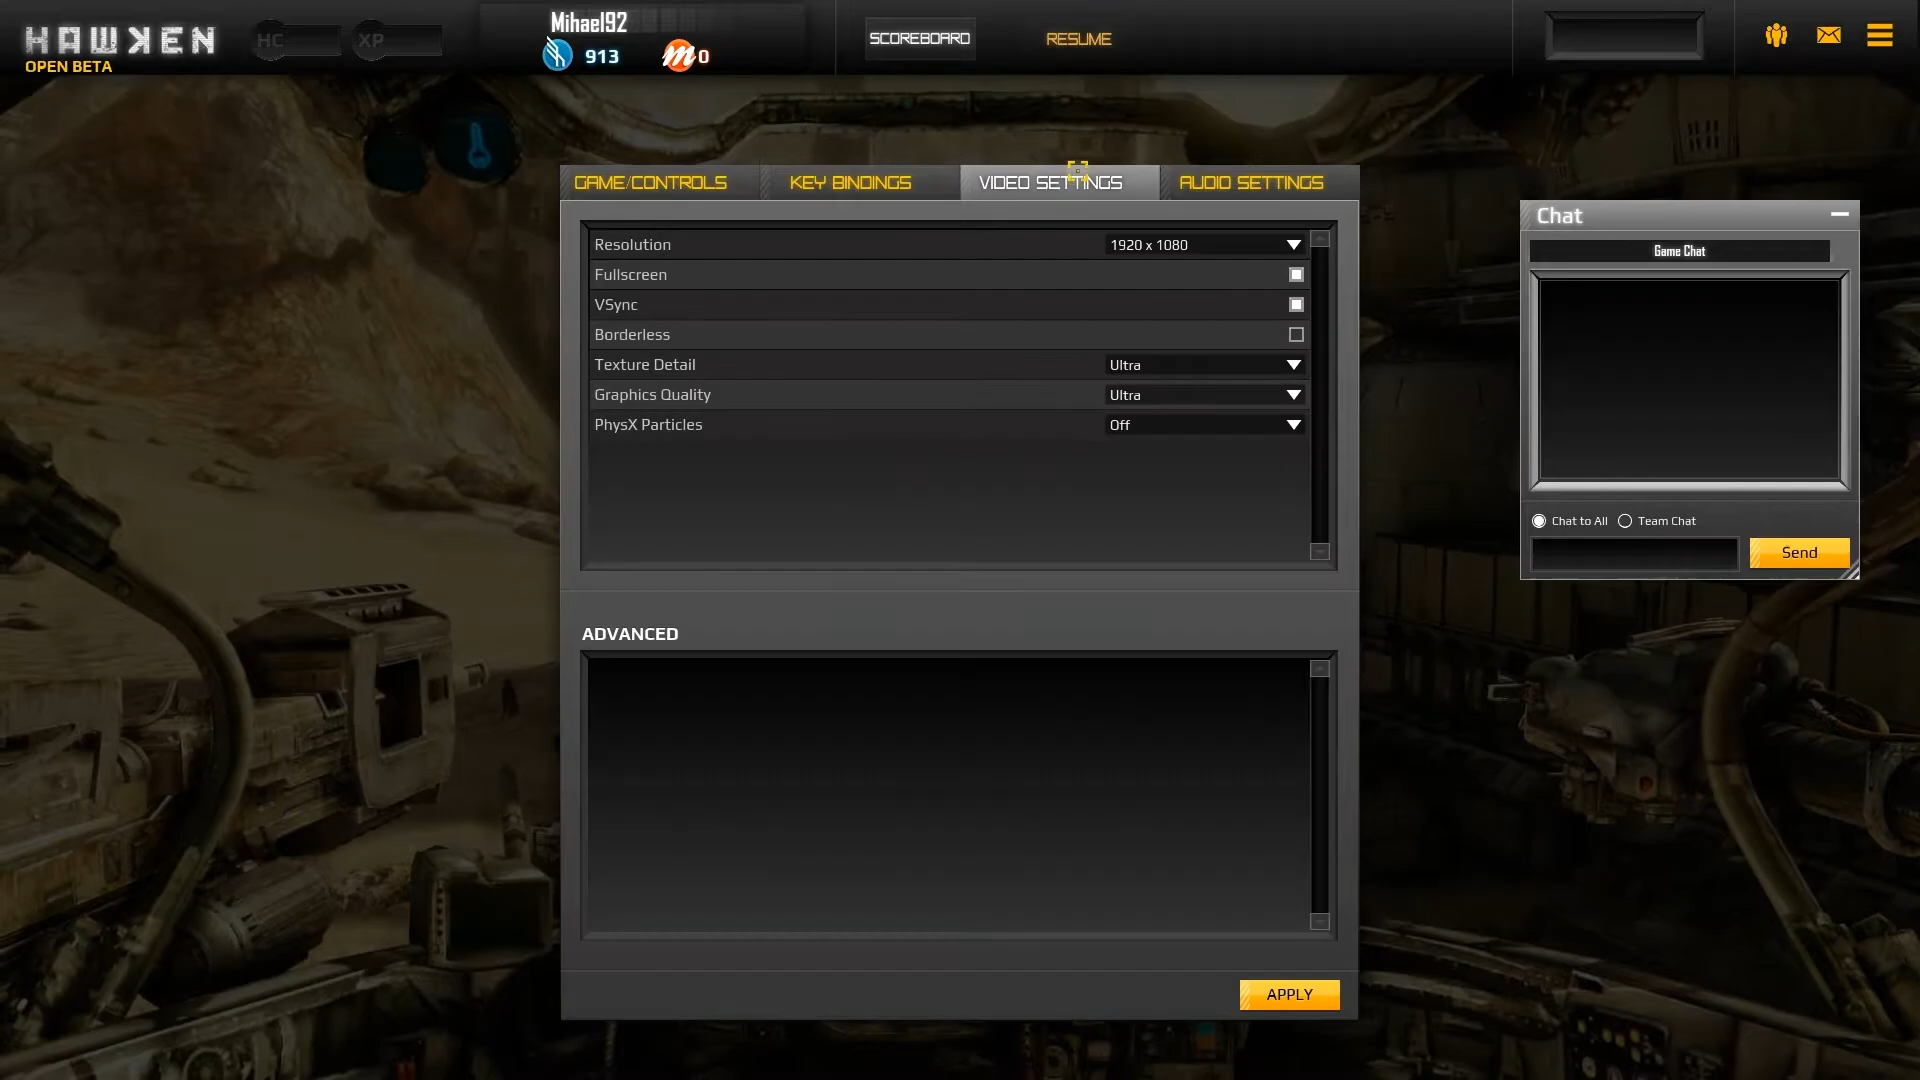 HAWKEN
OPEN BETA
HC
XP
Mihael92
913
0
SCOREBOARD
RESUME
GAME/CONTROLS
KEY BINDINGS
VIDEO SETTINGS
AUDIO SETTINGS
Resolution
1920 x 1080
Fullscreen
VSync
Borderless
Texture Detail
Ultra
Graphics Quality
Ultra
PhysX Particles
Off
ADVANCED
APPLY
Chat
Game Chat
Chat to All
Team Chat
Send